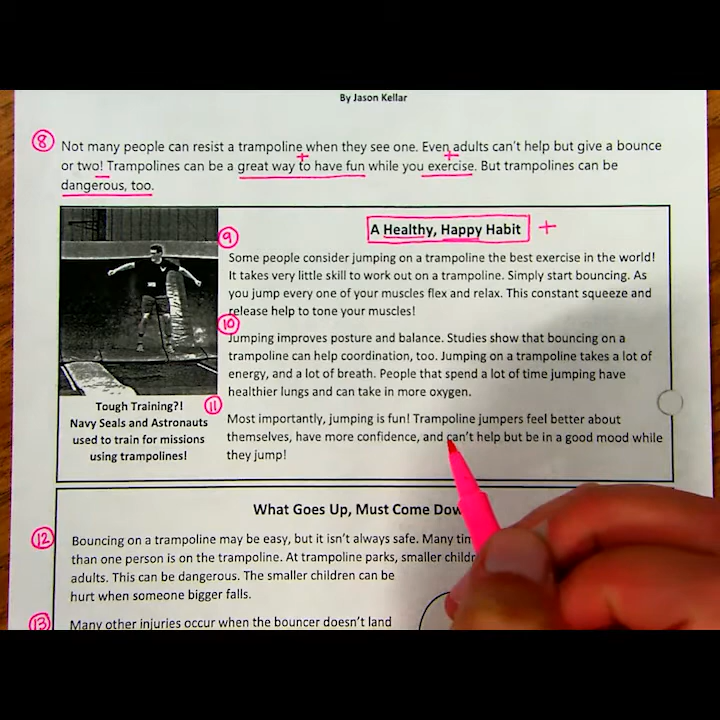 By Jason Kellar
8 Not many people can resist a trampoline when they see one. Even adults can't help but give a bounce
or two! Trampolines can be a great way to have fun while you exercise. But trampolines can be
dangerous, too.
A Healthy, Happy Habit +
9
Some people consider jumping on a trampoline the best exercise in the world!
It takes very little skill to work out on a trampoline. Simply start bouncing. As
you jump every one of your muscles flex and relax. This constant squeeze and
release help to tone your muscles!
10
Jumping improves posture and balance. Studies show that bouncing on a
trampoline can help coordination, too. Jumping on a trampoline takes a lot of
energy, and a lot of breath. People that spend a lot of time jumping have
healthier lungs and can take in more oxygen.
11
Most importantly, jumping is fun! Trampoline jumpers feel better about
themselves, have more confidence, and can't help but be in a good mood while
they jump!
Tough Training?!
Navy Seals and Astronauts
used to train for missions
using trampolines!
What Goes Up, Must Come Dow
12 Bouncing on a trampoline may be easy, but it isn't always safe. Many
than one person is on the trampoline. At trampoline parks, smaller
adults. This can be dangerous. The smaller children can be
hurt when someone bigger falls.
13 Many other injuries occur when the bouncer doesn't land